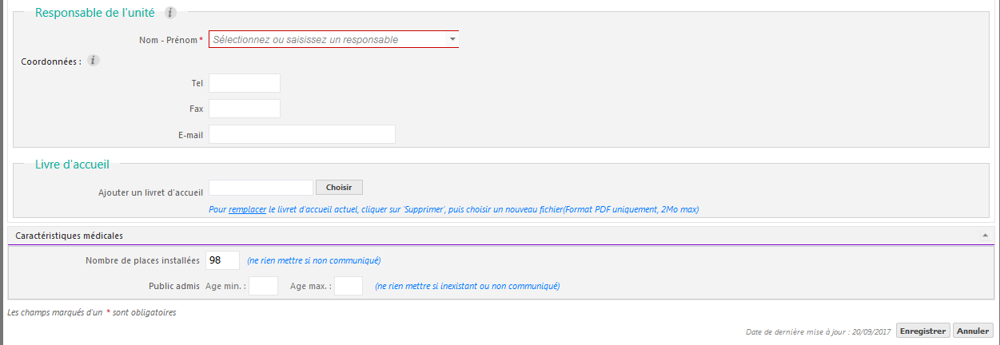 Responsable de l'unité i
Nom - Prénom * Sélectionnez ou saisissez un responsable
Coordonnées : i
Tel
Fax
E-mail
Livre d'accueil
Ajouter un livret d'accueil Choisir
Pour remplacer le livret d'accueil actuel, cliquer sur 'Supprimer', puis choisir un nouveau fichier(Format PDF uniquement, 2Mo max)
Caractéristiques médicales
Nombre de places installées 98 (ne rien mettre si non communiqué)
Public admis Age min. : Age max. : (ne rien mettre si inexistant ou non communiqué)
Les champs marqués d'un * sont obligatoires
Date de dernière mise à jour : 20/09/2017 Enregistrer Annuler